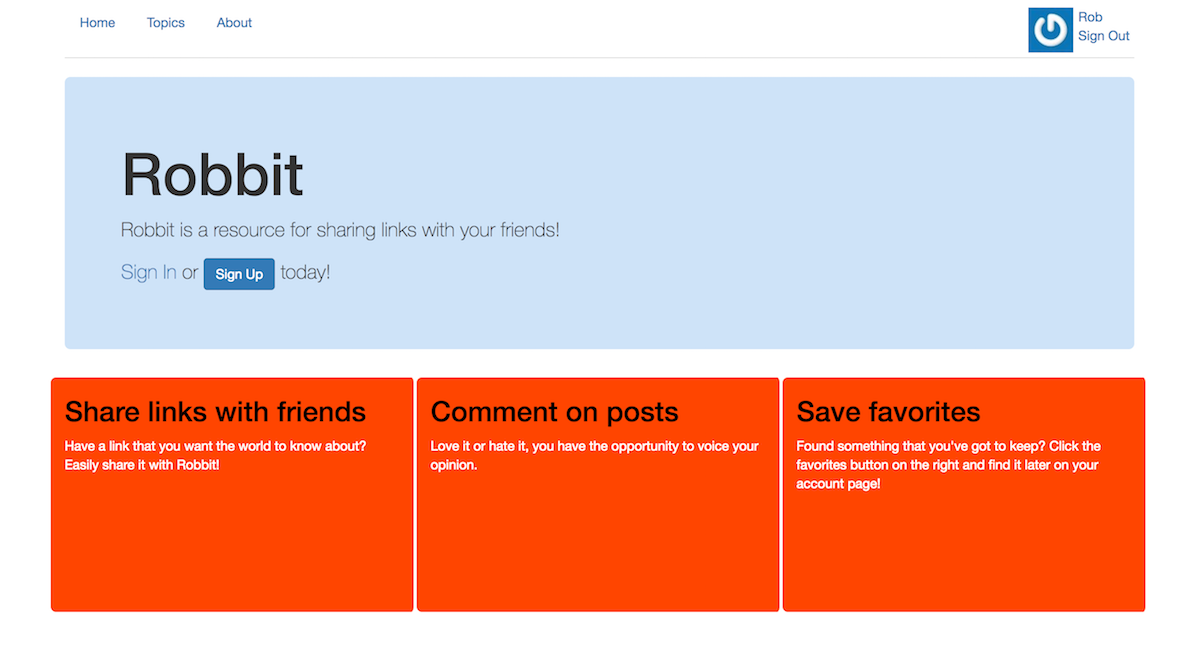 Home Topics About
Rob
Sign Out
Robbit
Robbit is a resource for sharing links with your friends!
Sign In or Sign Up today!
Share links with friends
Have a link that you want the world to know about?
Easily share it with Robbit!
Comment on posts
Love it or hate it, you have the opportunity to voice your
opinion.
Save favorites
Found something that you've got to keep? Click the
favorites button on the right and find it later on your
account page!